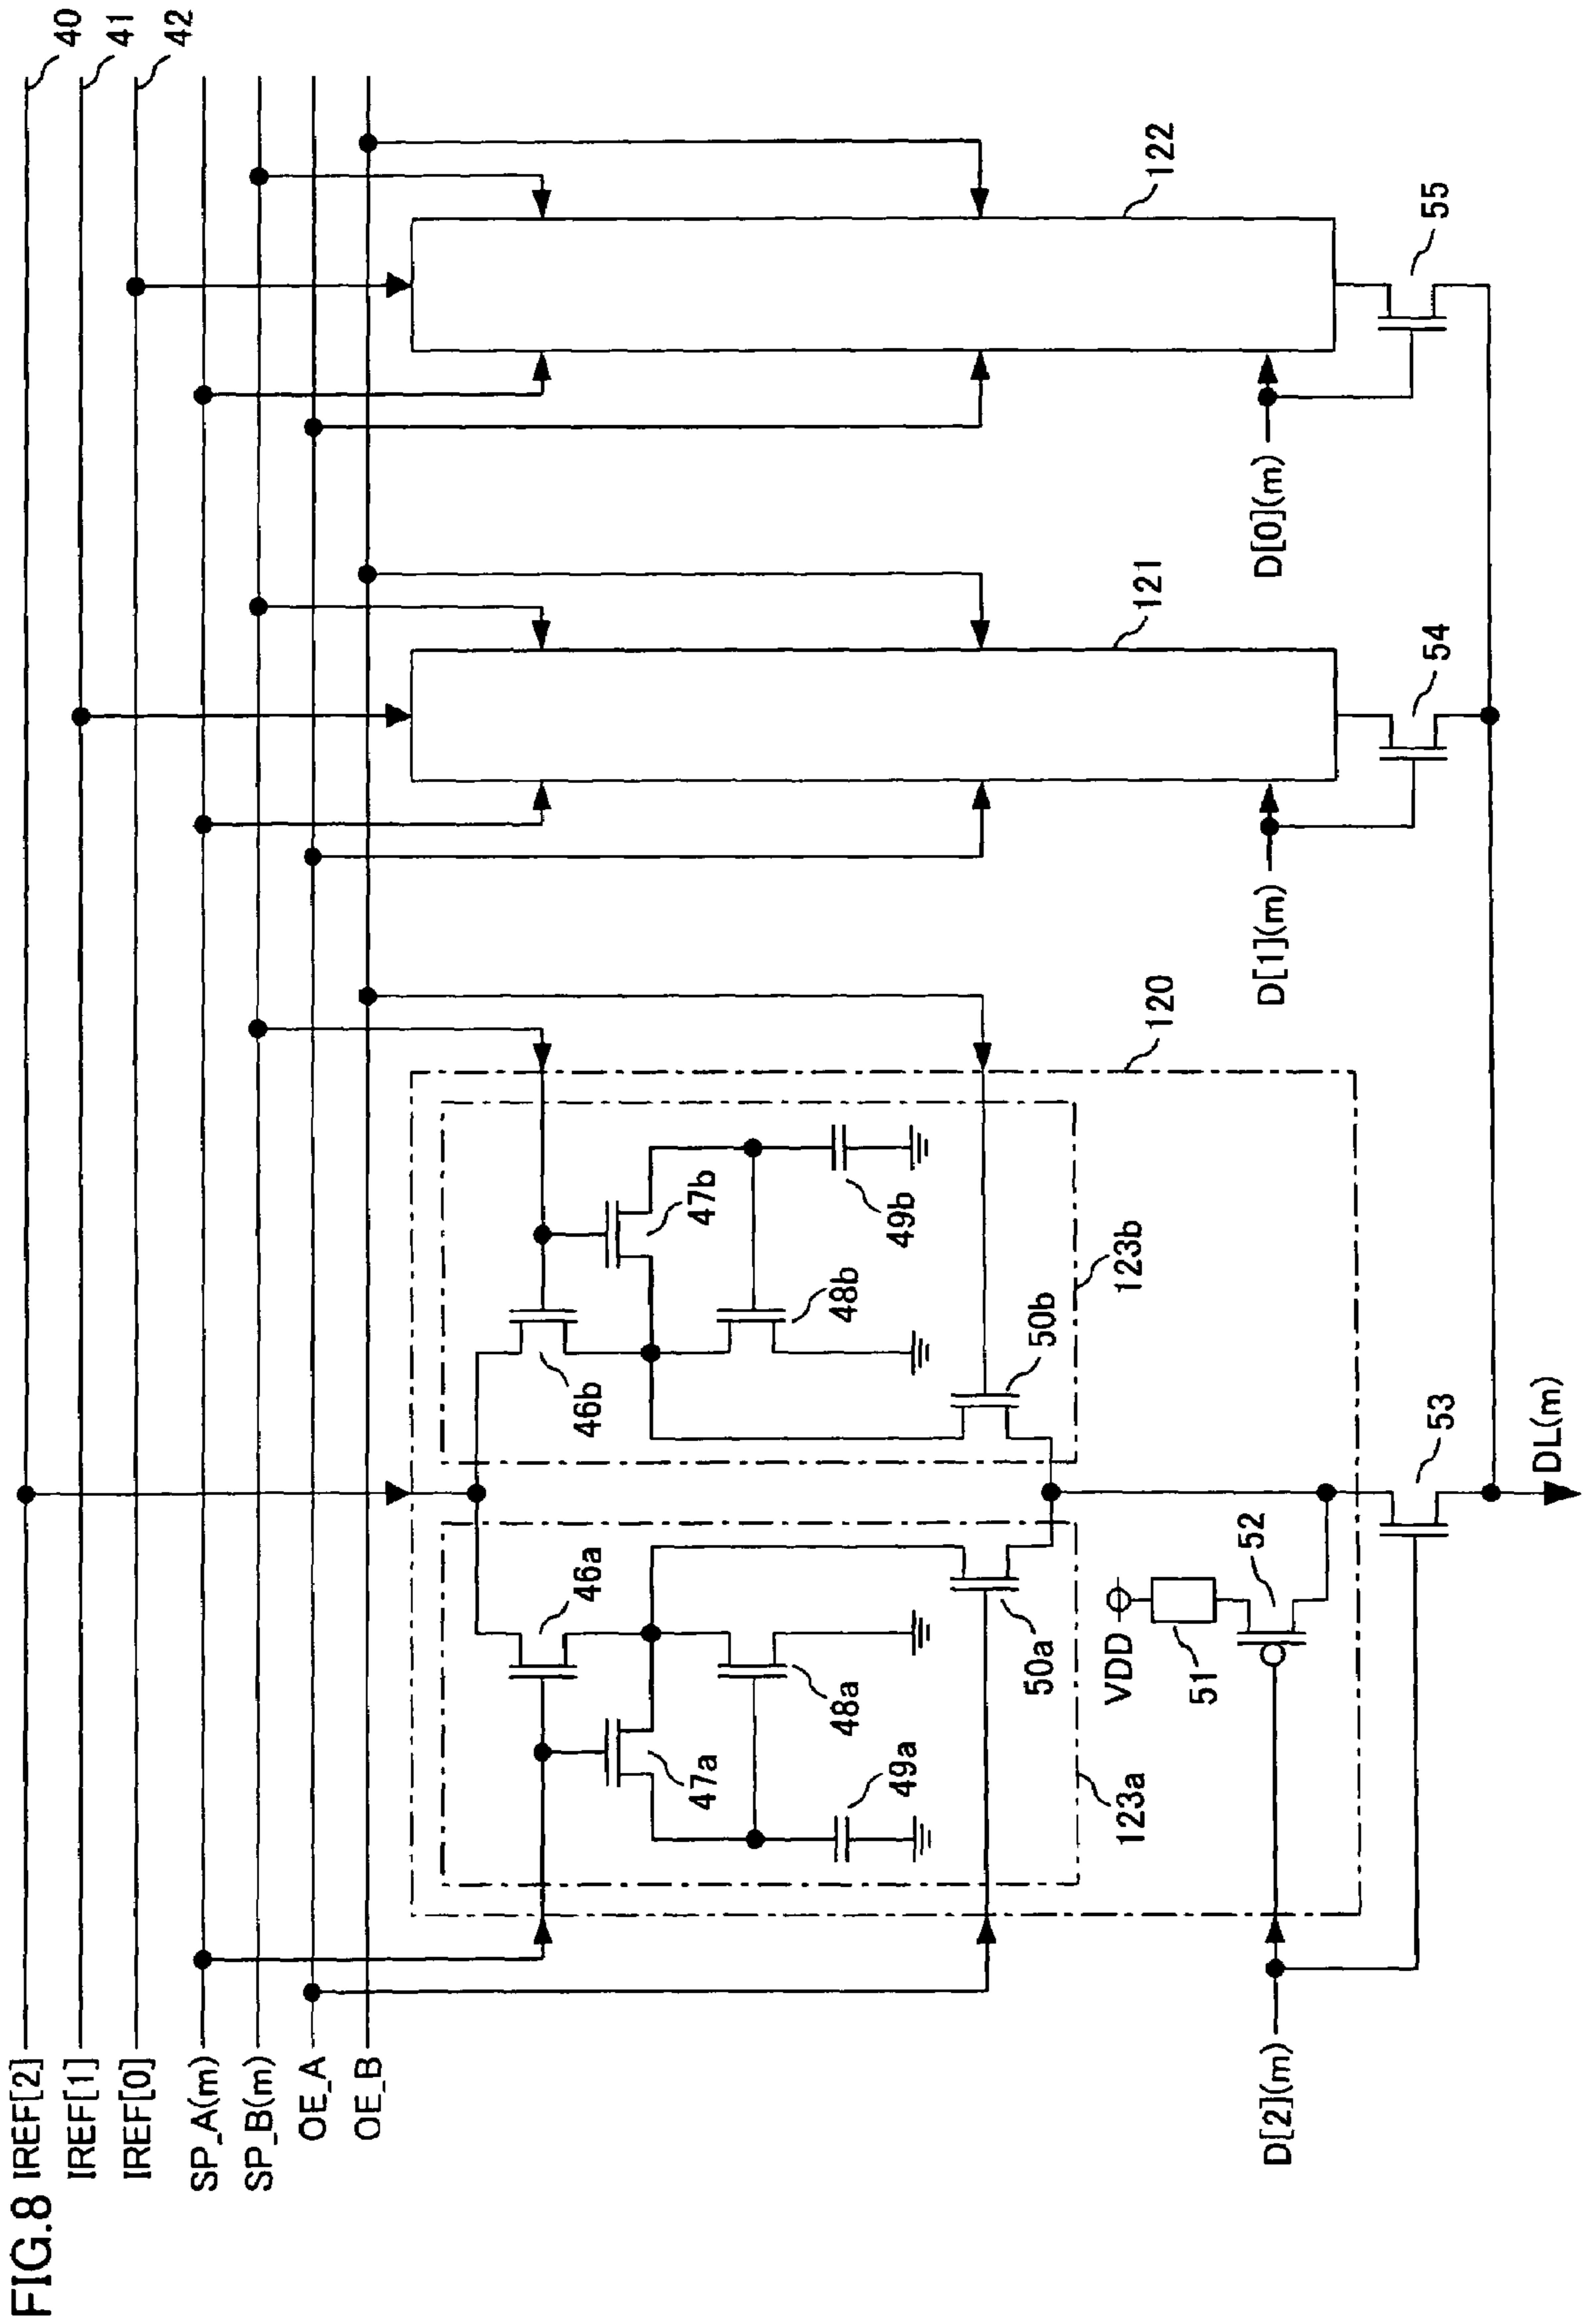 FIG.8
IREF[2]
IREF[1]
IREF[0]
SP_A(m)
SP_B(m)
OE_A
OE_B
40
41
42
46a
47a
48a
49a
50a
123a
46b
47b
48b
49b
50b
123b
120
VDD
51
52
D[2](m)
53
DL(m)
121
D[1](m)
54
122
D[0](m)
55